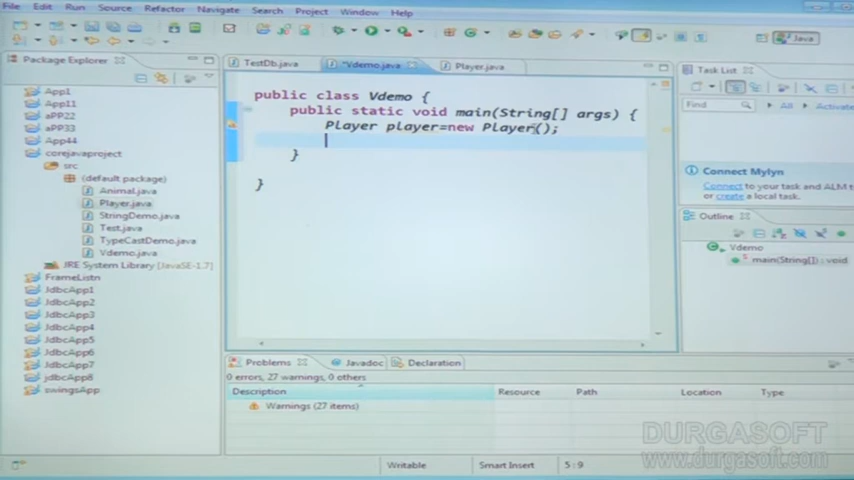 File Edit Run Source Refactor Navigate Search Project Window Help
Java
Package Explorer
App1
App11
aPP22
aPP33
App44
corejavaproject
src
(default package)
Animal.java
Player.java
StringDemo.java
Test.java
TypeCastDemo.java
Vdemo.java
JRE System Library [JavaSE-1.7]
FrameListn
JdbcApp1
JdbcApp2
JdbcApp3
JdbcApp4
JdbcApp5
JdbcApp6
JdbcApp7
jdbcApp8
swingsApp
TestDb.java *Vdemo.java Player.java
public class Vdemo {
public static void main(String[] args) {
Player player=new Player();
}
}
Task List
Find All Activate
Connect Mylyn
Connect to your task and ALM t
or create a local task.
Outline
Vdemo
main(String[]) : void
Problems Javadoc Declaration
0 errors, 27 warnings, 0 others
Description Resource Path Location Type
Warnings (27 items)
Writable Smart Insert 5:9
DURGASOFT
www.durgasoft.com